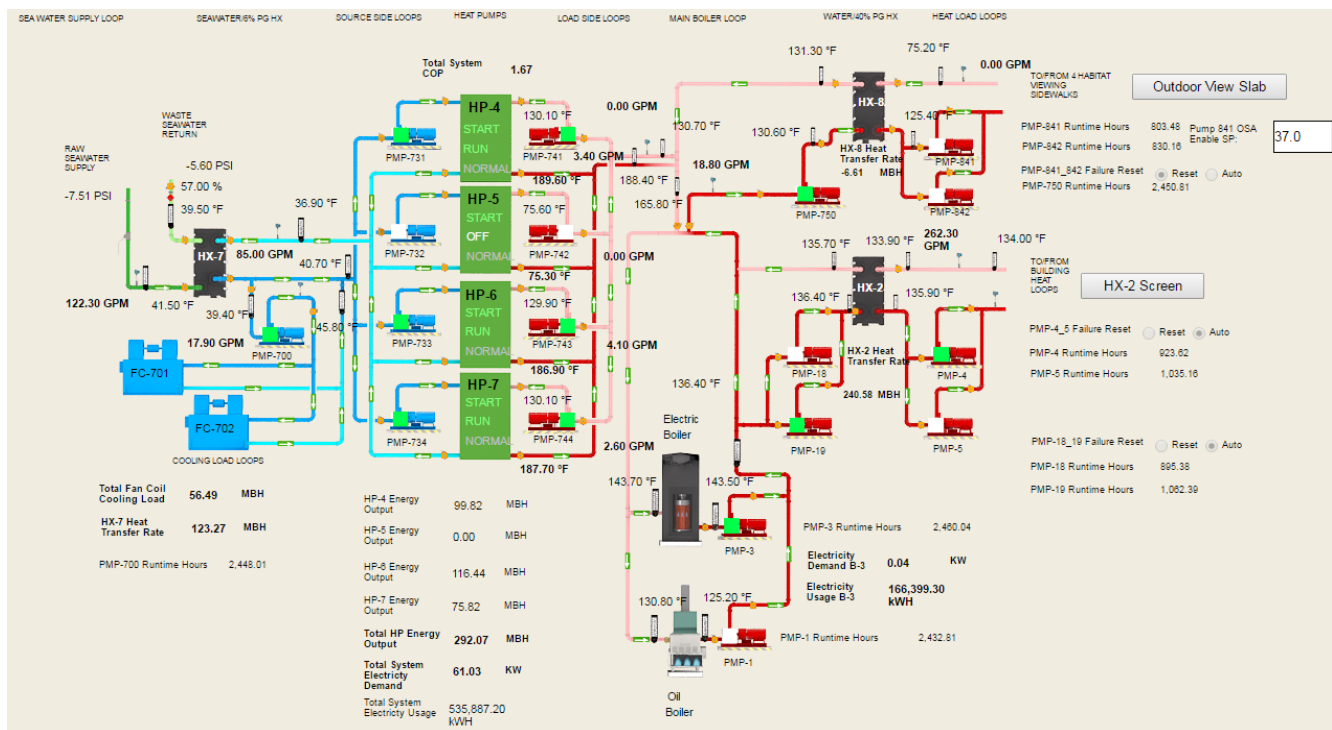 SEA WATER SUPPLY LOOP
SEAWATER/6% PG HX
SOURCE SIDE LOOPS
HEAT PUMPS
LOAD SIDE LOOPS
MAIN BOILER LOOP
WATER/40% PG HX
HEAT LOAD LOOPS
Total System
COP
1.67
WASTE
SEAWATER
RETURN
RAW
SEAWATER
SUPPLY
-5.60 PSI
-7.51 PSI
57.00 %
39.50 °F
36.90 °F
HX-7
85.00 GPM
40.70 °F
122.30 GPM
41.50 °F
39.40 °F
45.80 °F
17.90 GPM
PMP-700
FC-701
FC-702
COOLING LOAD LOOPS
PMP-731
PMP-732
PMP-733
PMP-734
HP-4
START
RUN
NORMAL
HP-5
START
OFF
NORMAL
HP-6
START
RUN
NORMAL
HP-7
START
RUN
NORMAL
130.10 °F
PMP-741
189.60 °F
75.60 °F
PMP-742
75.30 °F
129.90 °F
PMP-743
186.90 °F
130.10 °F
PMP-744
187.70 °F
0.00 GPM
3.40 GPM
0.00 GPM
4.10 GPM
2.60 GPM
130.70 °F
188.40 °F
165.80 °F
18.80 GPM
131.30 °F
75.20 °F
0.00 GPM
HX-8
130.60 °F
125.40°F
HX-8 Heat
Transfer Rate
-6.61 MBH
PMP-750
PMP-841
PMP-842
TO/FROM 4 HABITAT
VIEWING
SIDEWALKS
Outdoor View Slab
PMP-841 Runtime Hours 803.48
PMP-842 Runtime Hours 830.16
Pump 841 OSA
Enable SP:
37.0
PMP-841_842 Failure Reset Reset Auto
PMP-750 Runtime Hours 2,450.81
262.30
GPM
135.70 °F
133.90 °F
134.00 °F
HX-2
136.40 °F
135.90 °F
HX-2 Heat
Transfer Rate
240.58 MBH
PMP-18
PMP-19
PMP-4
PMP-5
TO/FROM
BUILDING
HEAT
LOOPS
HX-2 Screen
PMP-4_5 Failure Reset Reset Auto
PMP-4 Runtime Hours 923.62
PMP-5 Runtime Hours 1,035.16
PMP-18_19 Failure Reset Reset Auto
PMP-18 Runtime Hours 895.38
PMP-19 Runtime Hours 1,062.39
136.40 °F
Electric
Boiler
143.70 °F
143.50 °F
PMP-3
PMP-3 Runtime Hours 2,460.04
Electricity
Demand B-3 0.04 KW
Electricity
Usage B-3
166,399.30
kWH
130.80 °F
125.20 °F
PMP-1
PMP-1 Runtime Hours 2,432.81
Oil
Boiler
Total Fan Coil
Cooling Load 56.49 MBH
HX-7 Heat
Transfer Rate 123.27 MBH
PMP-700 Runtime Hours 2,448.01
HP-4 Energy
Output 99.82 MBH
HP-5 Energy
Output 0.00 MBH
HP-6 Energy
Output 116.44 MBH
HP-7 Energy
Output 75.82 MBH
Total HP Energy
Output 292.07 MBH
Total System
Electricty
Demand
61.03 KW
Total System
Electricty Usage
535,887.20
kWH